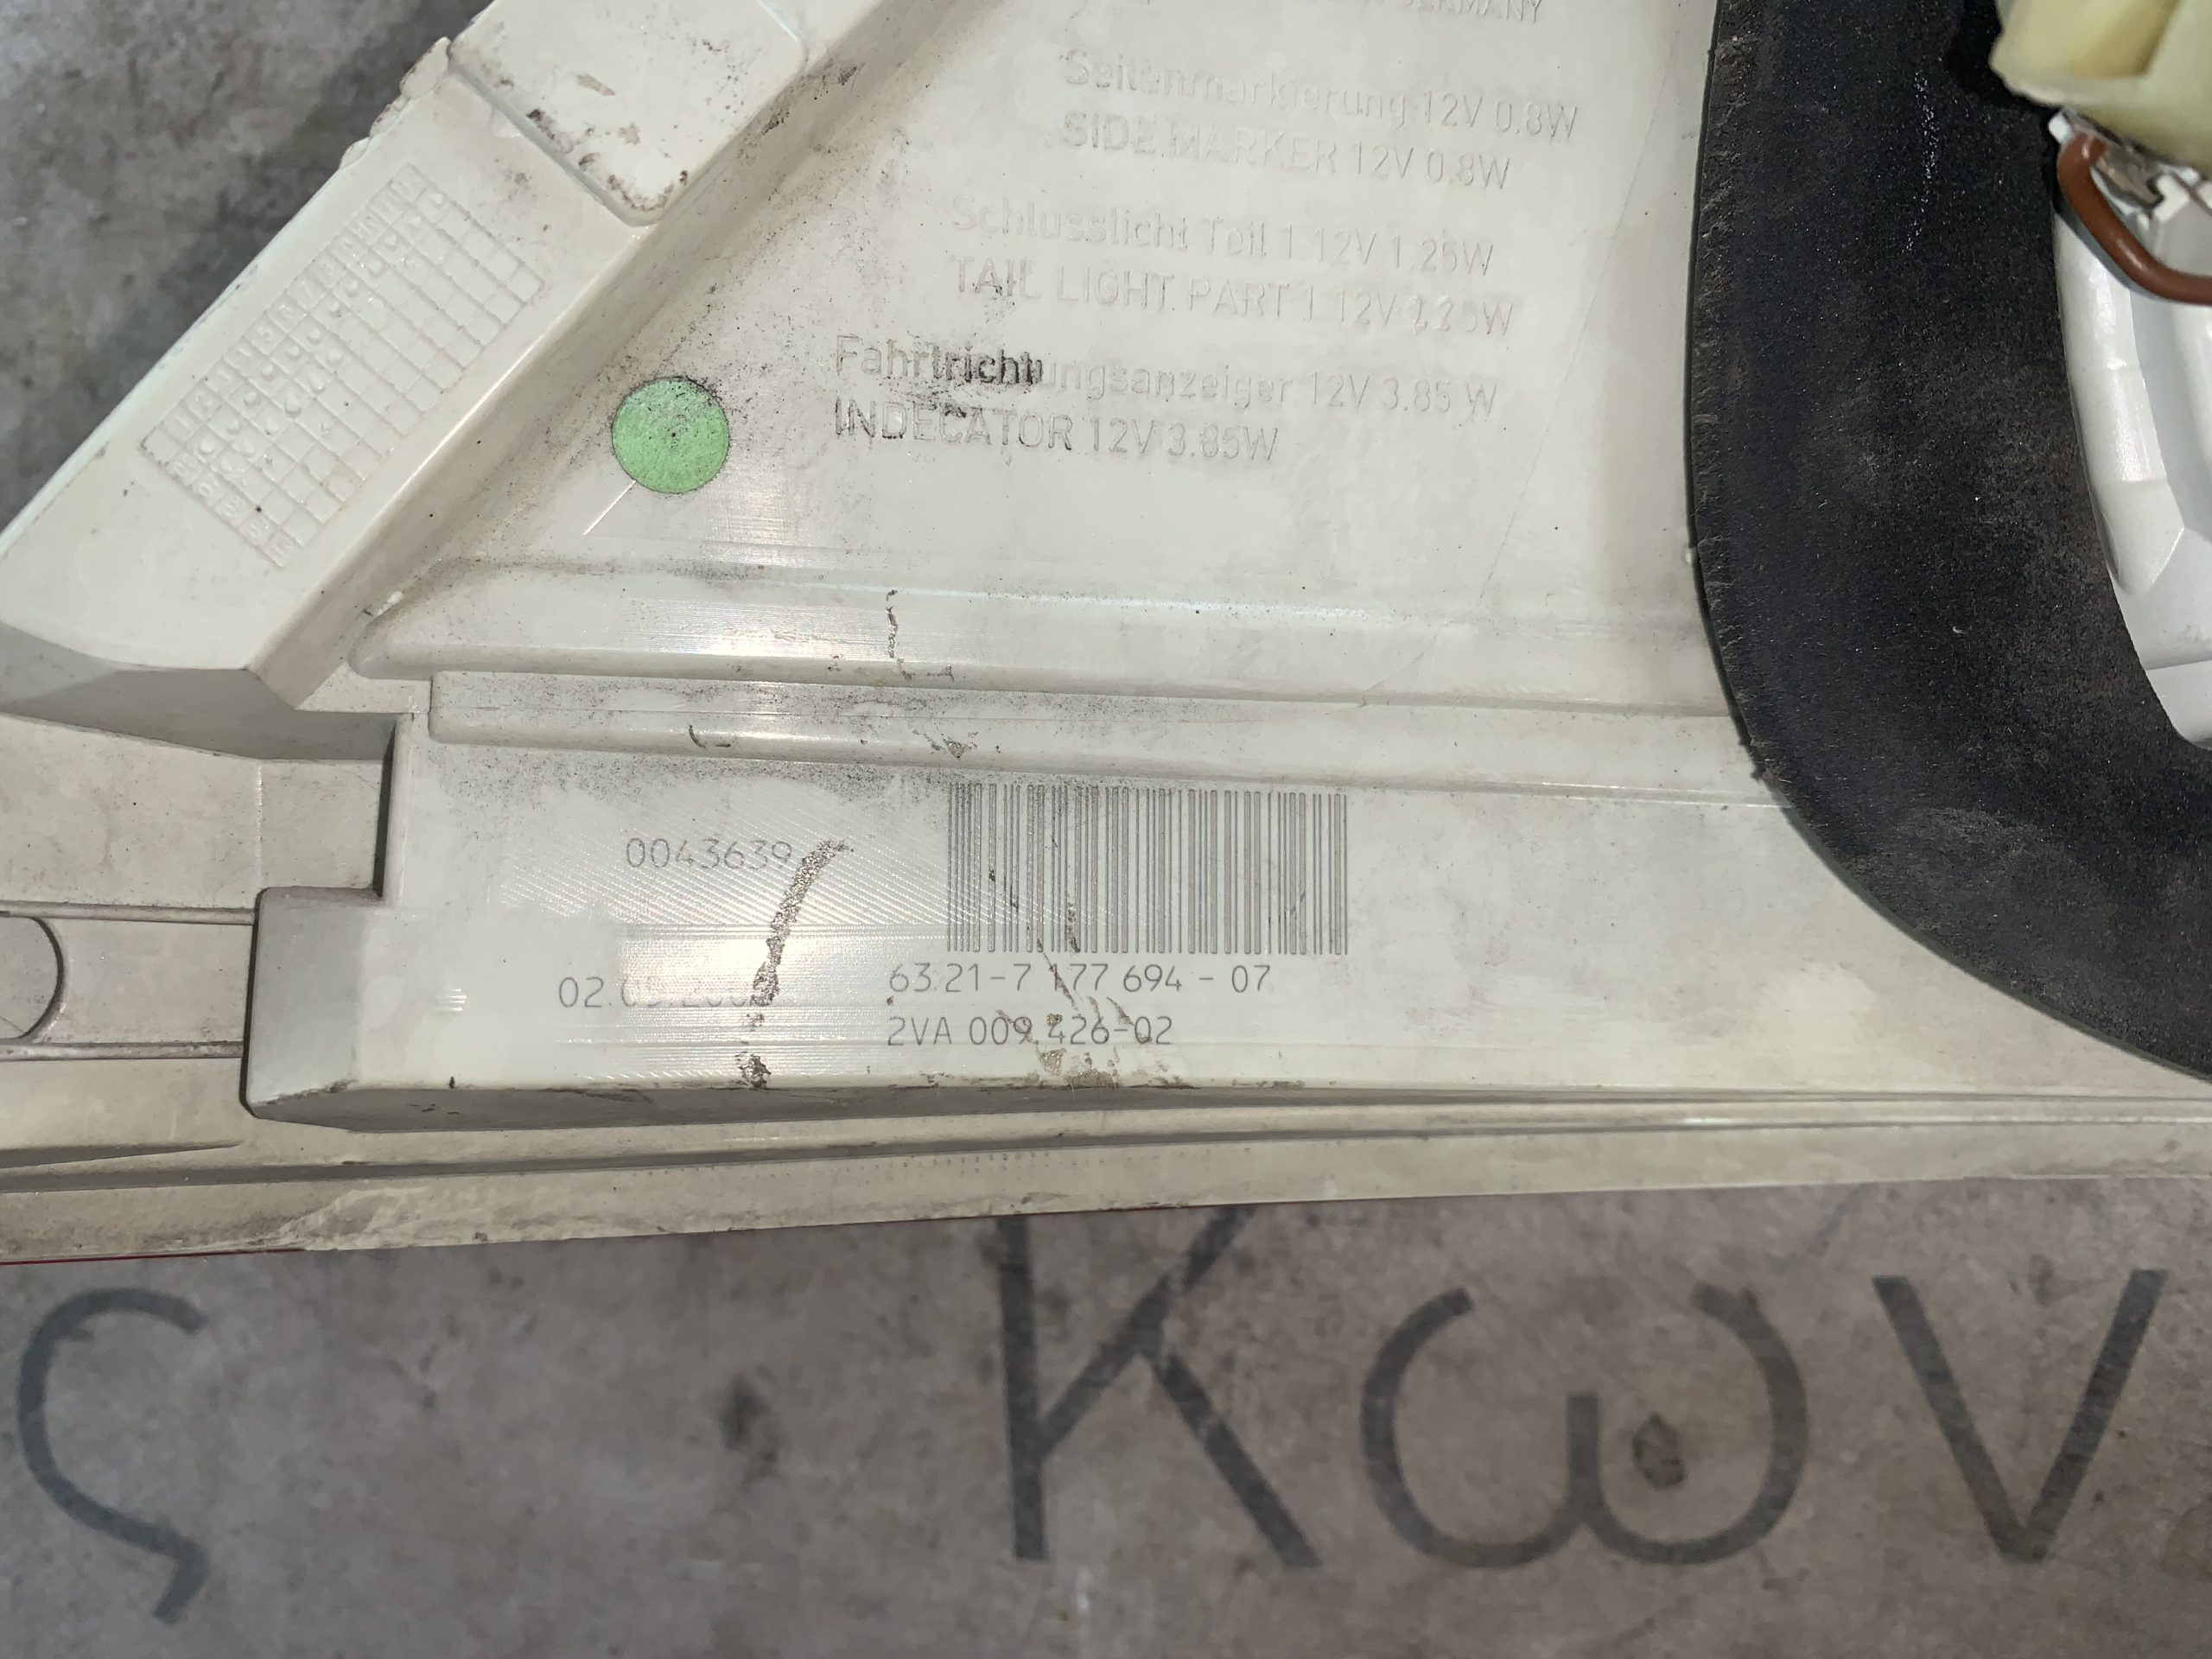 GERMANY
Seitenmarkierung 12V 0.8W
SIDE MARKER 12V 0.8W
Schlusslicht Teil 1 12V 1.25W
TAIL LIGHT PART 1 12V 1.25W
Fahrtrichtungsanzeiger 12V 3.85 W
INDECATOR 12V 3.85W
0043639
63.21-7 177 694 - 07
2VA 009.426-02
ς κων